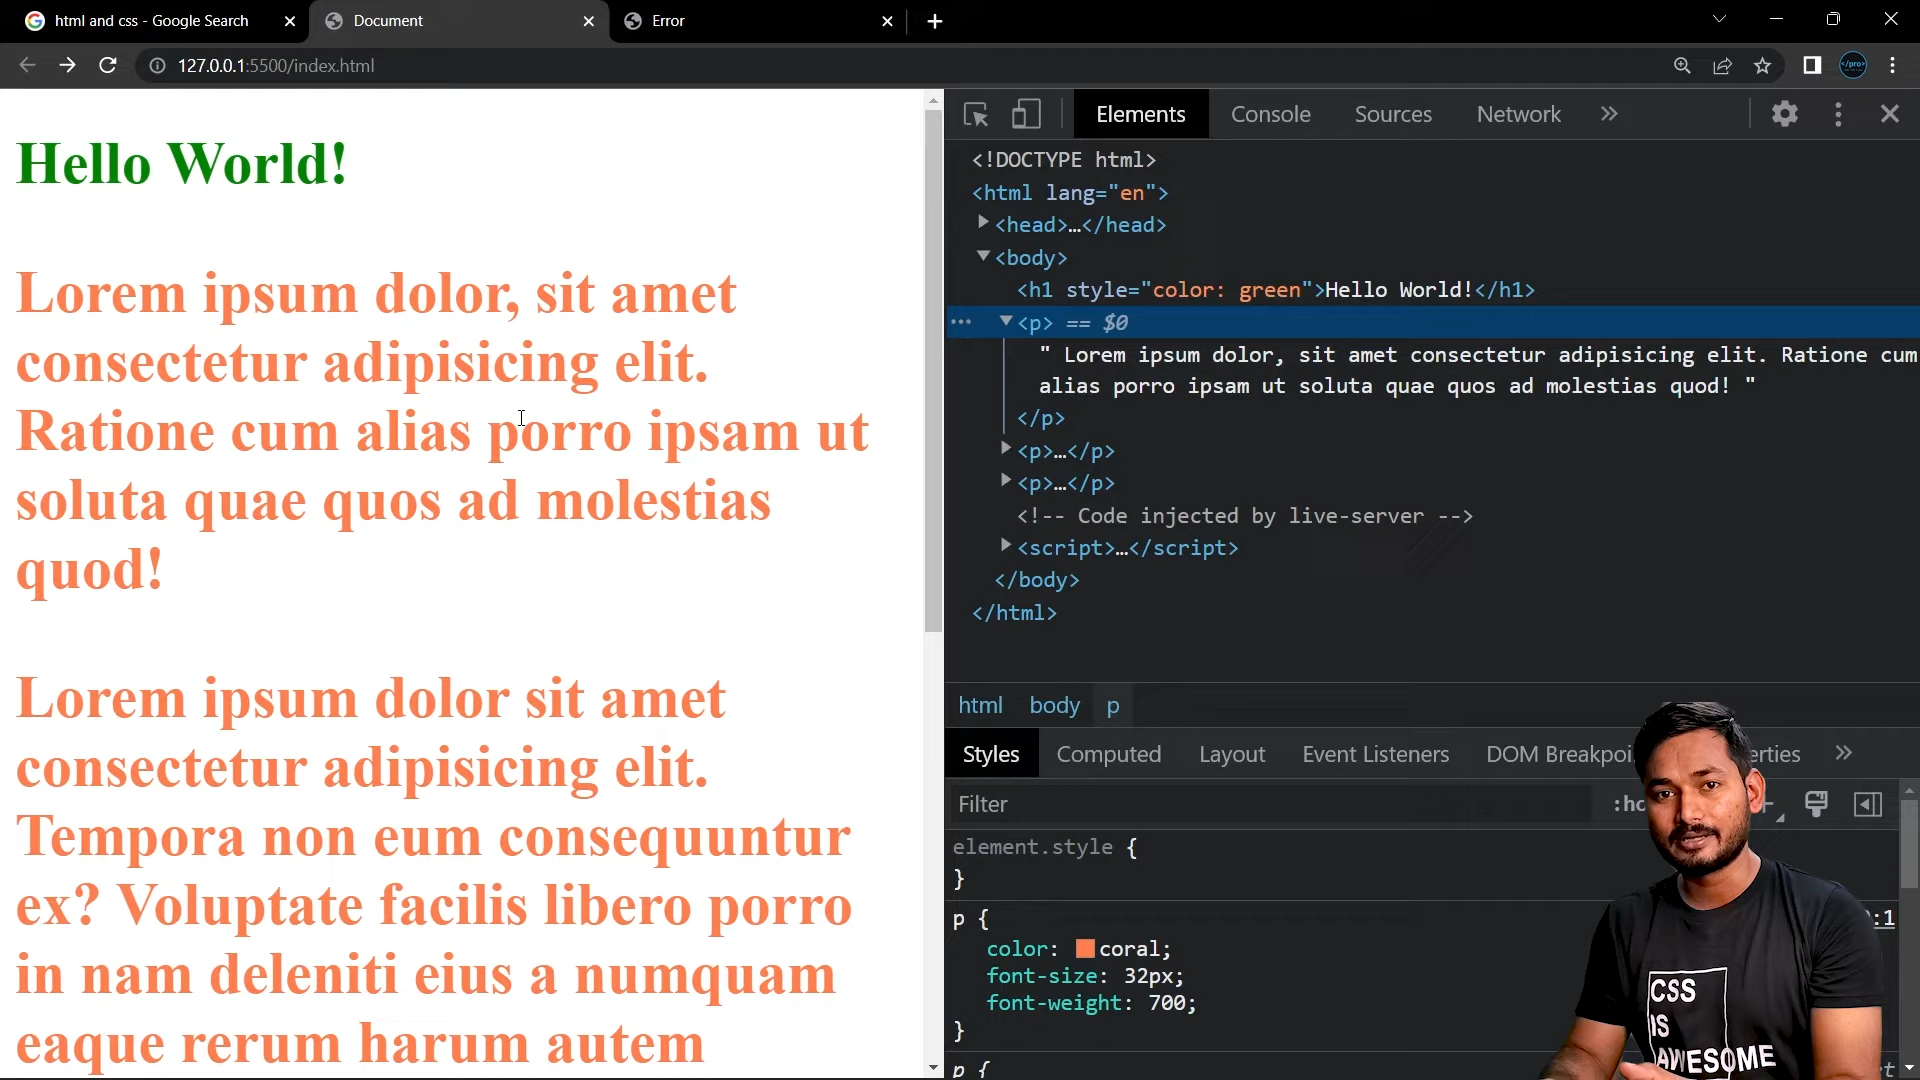 html and css - Google Search
Document
Error
127.0.0.1:5500/index.html
</pro>
Hello World!
Lorem ipsum dolor, sit amet
consectetur adipisicing elit.
Ratione cum alias porro ipsam ut
soluta quae quos ad molestias
quod!
Lorem ipsum dolor sit amet
consectetur adipisicing elit.
Tempora non eum consequuntur
ex? Voluptate facilis libero porro
in nam deleniti eius a numquam
eaque rerum harum autem
Elements Console Sources Network
<!DOCTYPE html>
<html lang="en">
<head>…</head>
<body>
<h1 style="color: green">Hello World!</h1>
<p> == $0
" Lorem ipsum dolor, sit amet consectetur adipisicing elit. Ratione cum
alias porro ipsam ut soluta quae quos ad molestias quod! "
</p>
<p>…</p>
<p>…</p>
<!-- Code injected by live-server -->
<script>…</script>
</body>
</html>
html body p
Styles Computed Layout Event Listeners DOM Breakpoi erties
Filter :ho
element.style {
}
p { :1
color: coral;
font-size: 32px;
font-weight: 700;
}
p {
CSS
IS
AWESOME